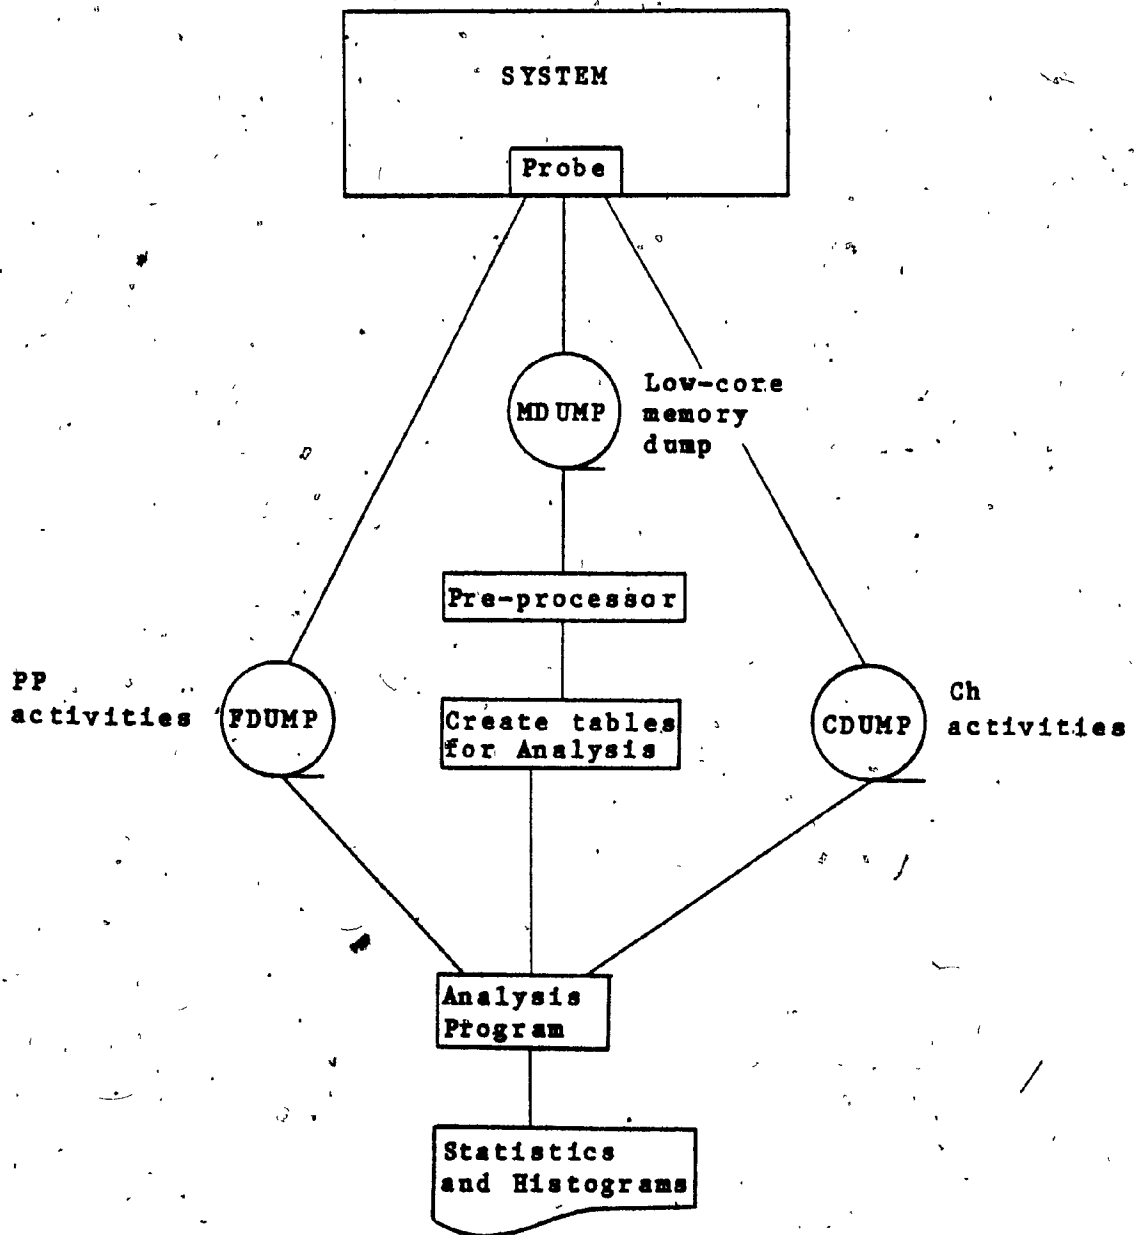 SYSTEM
Probe
MDUMP
Low-core
memory
dump
Pre-processor
PP
activities
FDUMP
Create tables
for Analysis
CDUMP
Ch
activities
Analysis
Program
Statistics
and Histograms